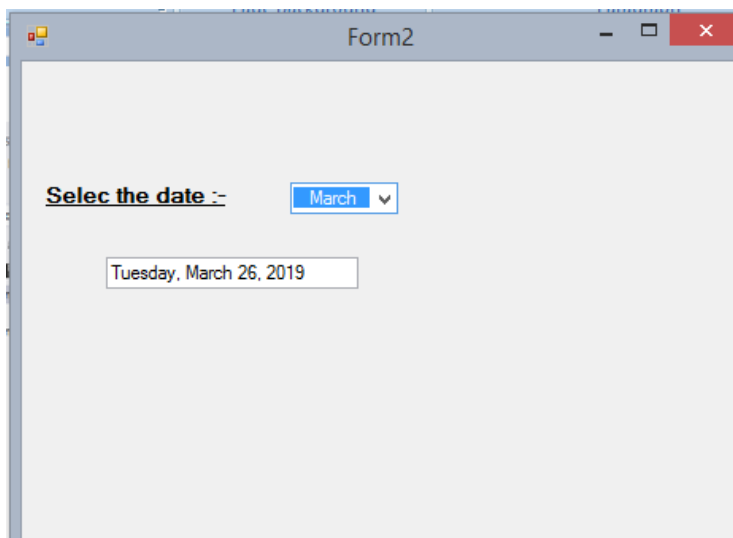 Form2
Selec the date :-
March
Tuesday, March 26, 2019